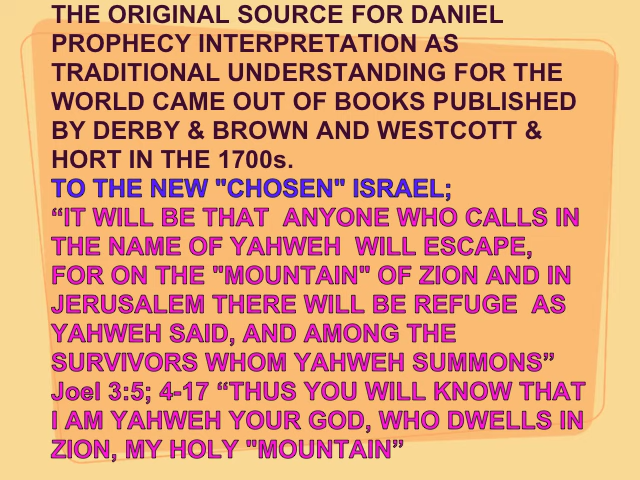 THE ORIGINAL SOURCE FOR DANIEL
PROPHECY INTERPRETATION AS
TRADITIONAL UNDERSTANDING FOR THE
WORLD CAME OUT OF BOOKS PUBLISHED
BY DERBY & BROWN AND WESTCOTT &
HORT IN THE 1700s.
TO THE NEW "CHOSEN" ISRAEL;
“IT WILL BE THAT  ANYONE WHO CALLS IN
THE NAME OF YAHWEH  WILL ESCAPE,
FOR ON THE "MOUNTAIN" OF ZION AND IN
JERUSALEM THERE WILL BE REFUGE  AS
YAHWEH SAID, AND AMONG THE
SURVIVORS WHOM YAHWEH SUMMONS”
Joel 3:5; 4-17 “THUS YOU WILL KNOW THAT
I AM YAHWEH YOUR GOD, WHO DWELLS IN
ZION, MY HOLY "MOUNTAIN”